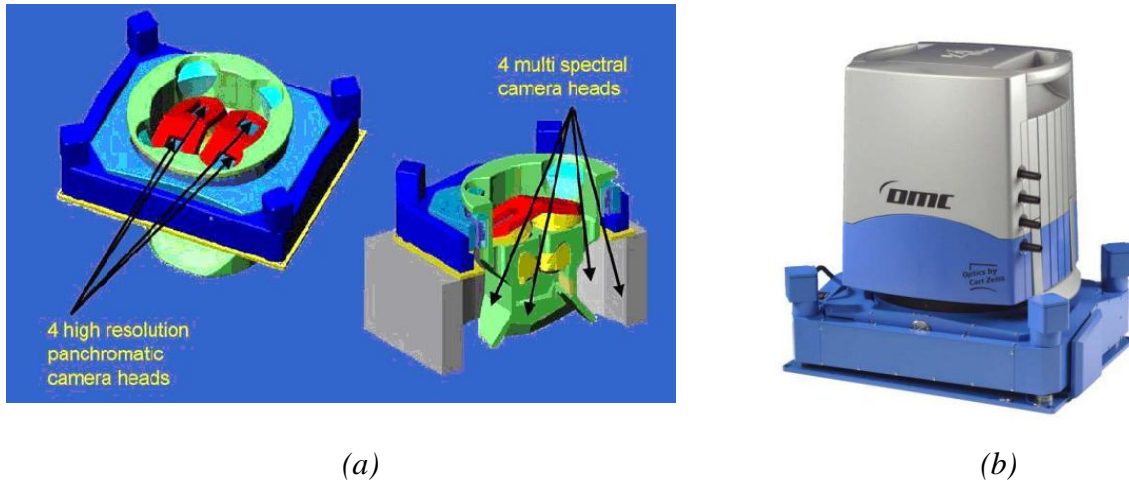 4 multi spectral
camera heads
4 high resolution
panchromatic
camera heads
DMC
Optics by
Carl Zeiss
(a)
(b)